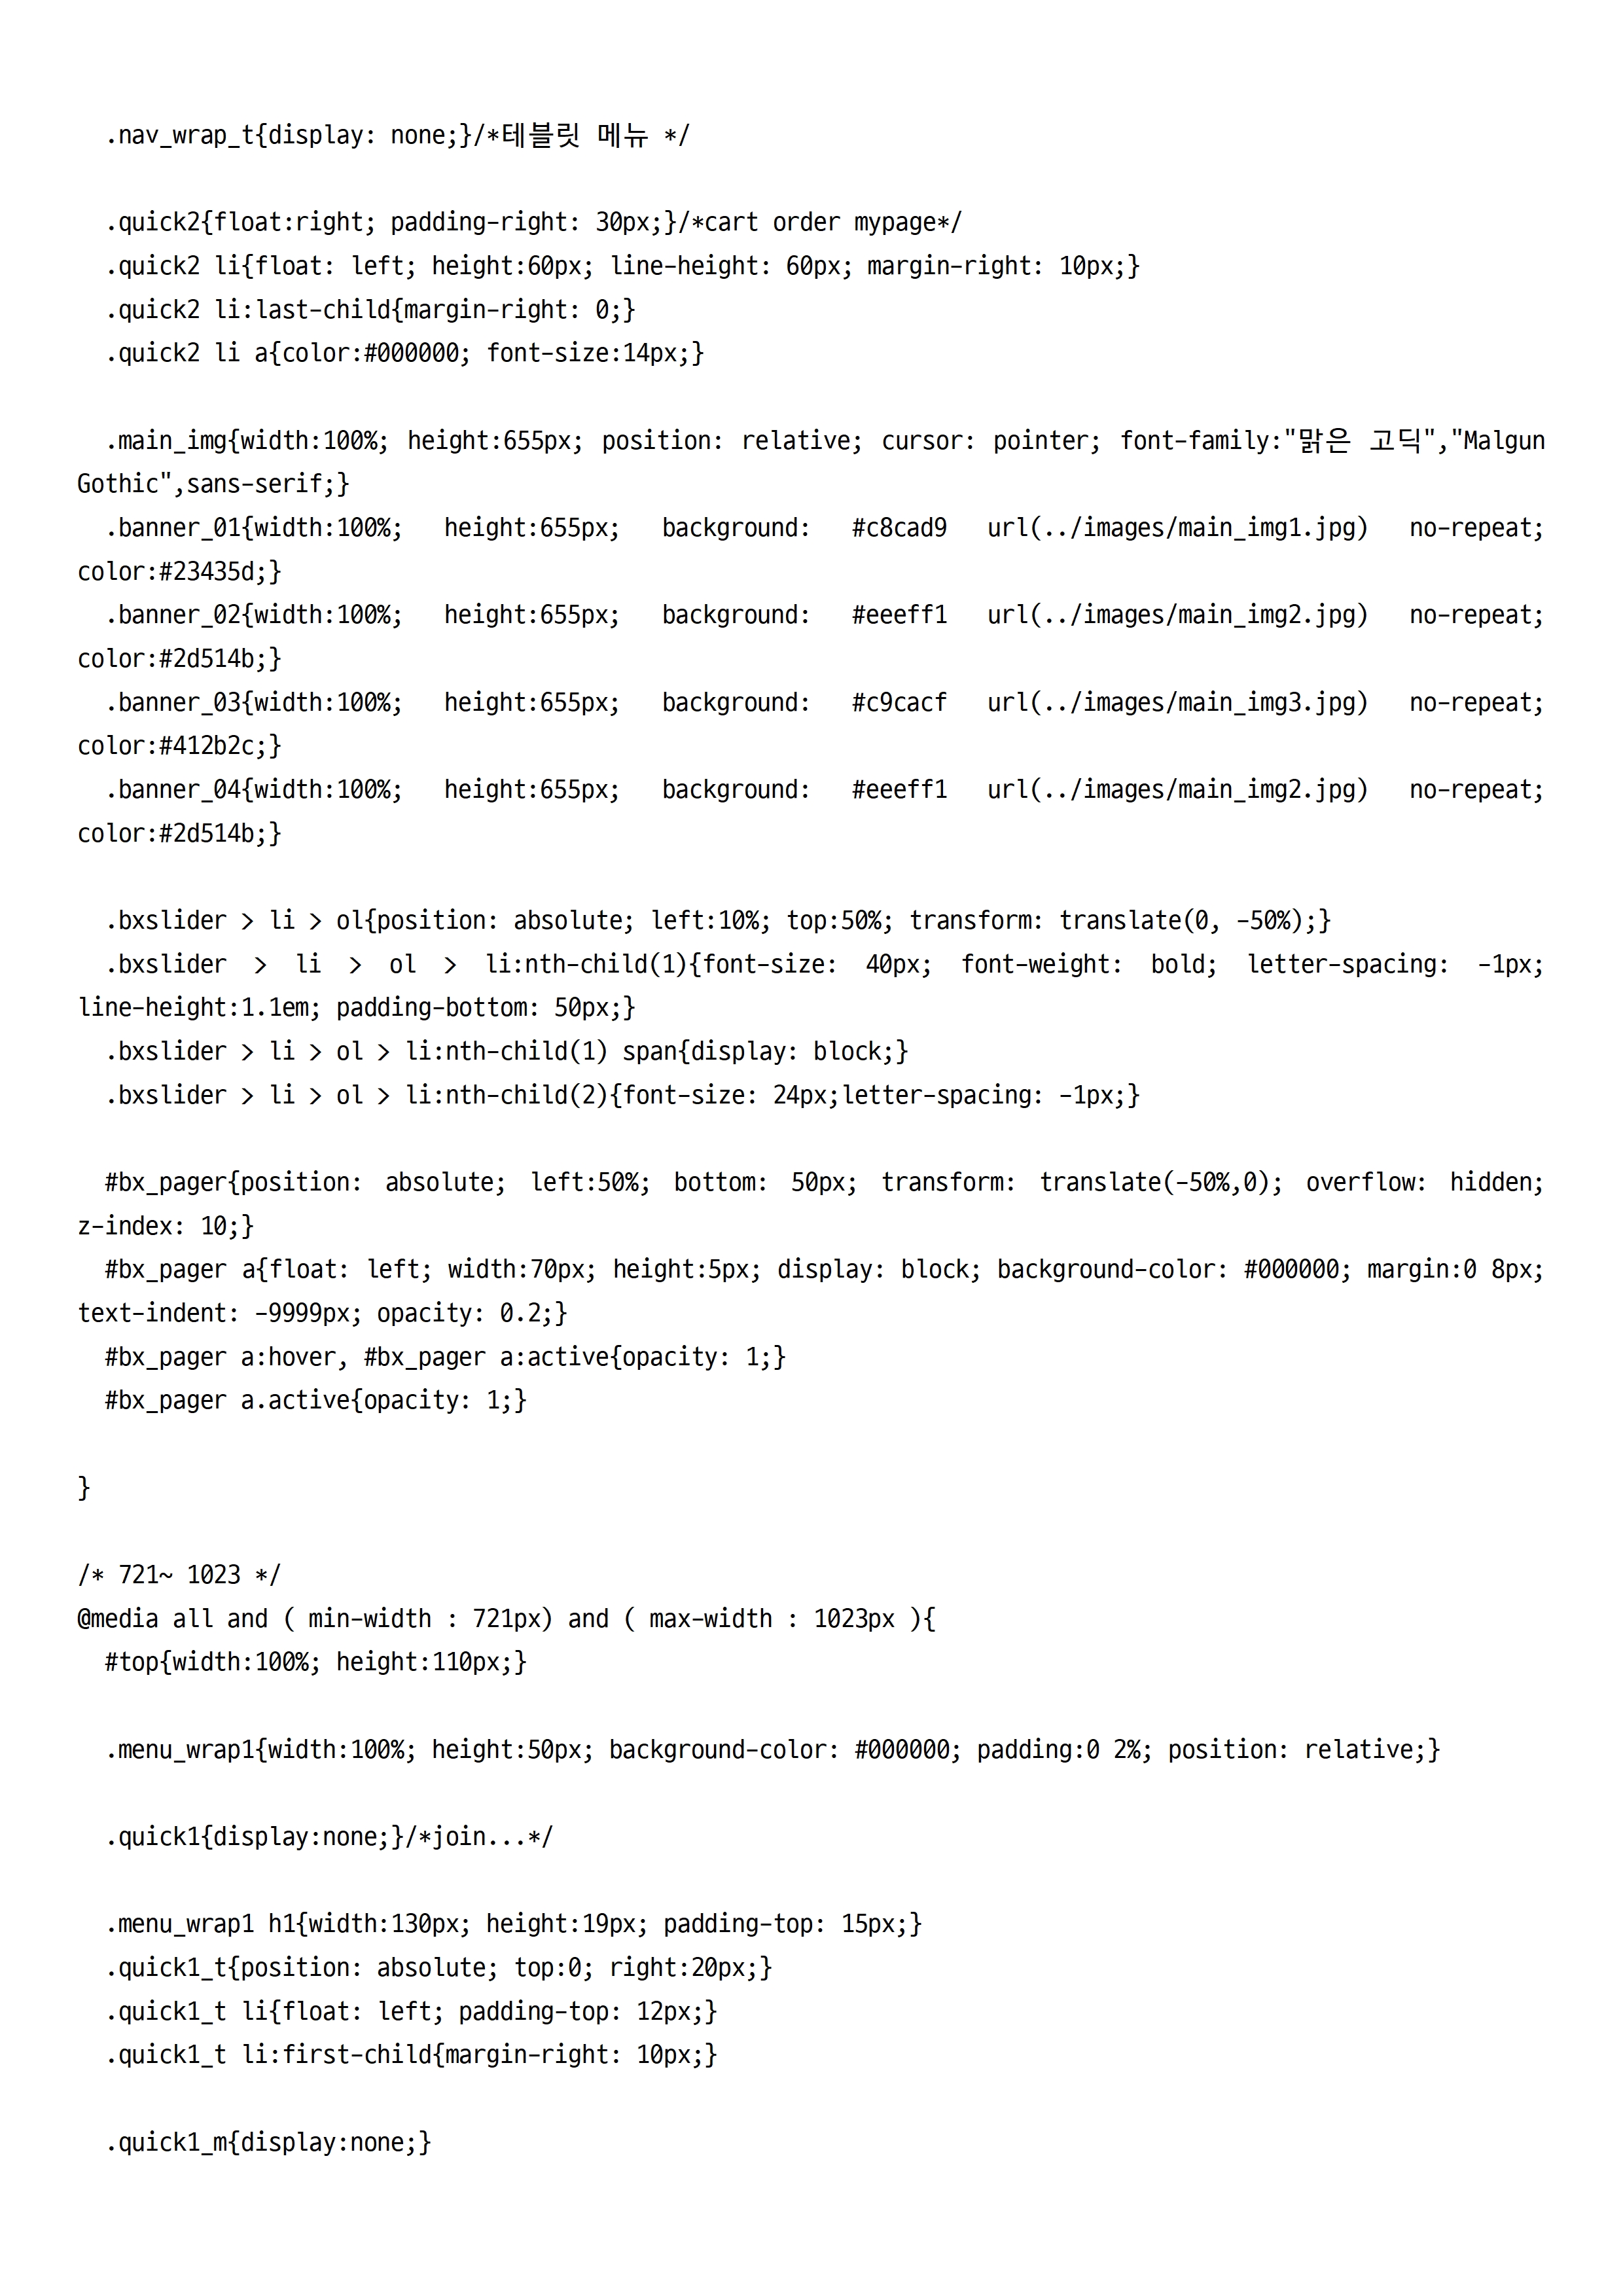 .nav_wrap_t{display: none;}/*테블릿 메뉴 */
.quick2{float:right; padding-right: 30px;}/*cart order mypage*/
.quick2 li{float: left; height:60px; line-height: 60px; margin-right: 10px;}
.quick2 li:last-child{margin-right: 0;}
.quick2 li a{color:#000000; font-size:14px;}
.main_img{width:100%; height:655px; position: relative; cursor: pointer; font-family:"맑은 고딕","Malgun
Gothic",sans-serif;}
.banner_01{width:100%; height:655px; background: #c8cad9 url(../images/main_img1.jpg) no-repeat;
color:#23435d;}
.banner_02{width:100%; height:655px; background: #eeeff1 url(../images/main_img2.jpg) no-repeat;
color:#2d514b;}
.banner_03{width:100%; height:655px; background: #c9cacf url(../images/main_img3.jpg) no-repeat;
color:#412b2c;}
.banner_04{width:100%; height:655px; background: #eeeff1 url(../images/main_img2.jpg) no-repeat;
color:#2d514b;}
.bxslider > li > ol{position: absolute; left:10%; top:50%; transform: translate(0, -50%);}
.bxslider > li > ol > li:nth-child(1){font-size: 40px; font-weight: bold; letter-spacing: -1px;
line-height:1.1em; padding-bottom: 50px;}
.bxslider > li > ol > li:nth-child(1) span{display: block;}
.bxslider > li > ol > li:nth-child(2){font-size: 24px;letter-spacing: -1px;}
#bx_pager{position: absolute; left:50%; bottom: 50px; transform: translate(-50%,0); overflow: hidden;
z-index: 10;}
#bx_pager a{float: left; width:70px; height:5px; display: block; background-color: #000000; margin:0 8px;
text-indent: -9999px; opacity: 0.2;}
#bx_pager a:hover, #bx_pager a:active{opacity: 1;}
#bx_pager a.active{opacity: 1;}
}
/* 721~ 1023 */
@media all and ( min-width : 721px) and ( max-width : 1023px ){
#top{width:100%; height:110px;}
.menu_wrap1{width:100%; height:50px; background-color: #000000; padding:0 2%; position: relative;}
.quick1{display:none;}/*join...*/
.menu_wrap1 h1{width:130px; height:19px; padding-top: 15px;}
.quick1_t{position: absolute; top:0; right:20px;}
.quick1_t li{float: left; padding-top: 12px;}
.quick1_t li:first-child{margin-right: 10px;}
.quick1_m{display:none;}